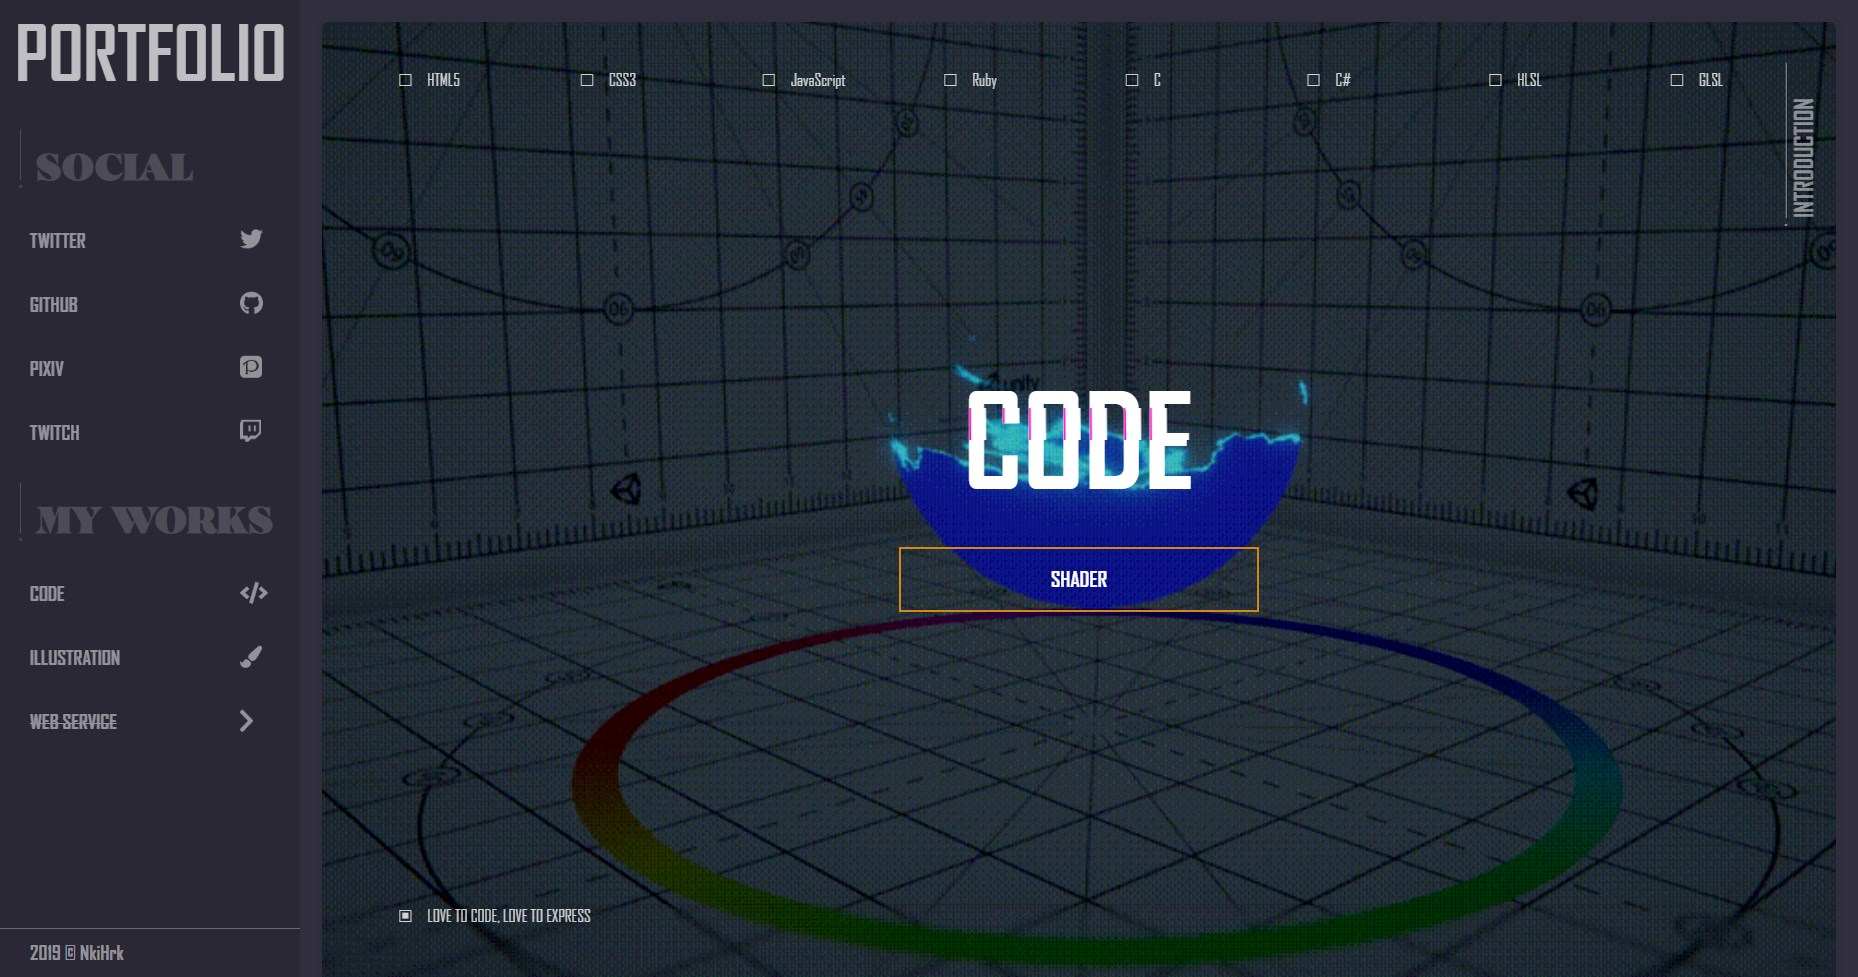 PORTFOLIO
SOCIAL
TWITTER
GITHUB
PIXIV
TWITCH
MY WORKS
CODE
ILLUSTRATION
WEB SERVICE
2019 © NkiHrk
HTML5
CSS3
JavaScript
Ruby
C
C#
HLSL
GLSL
INTRODUCTION
CODE
SHADER
LOVE TO CODE, LOVE TO EXPRESS